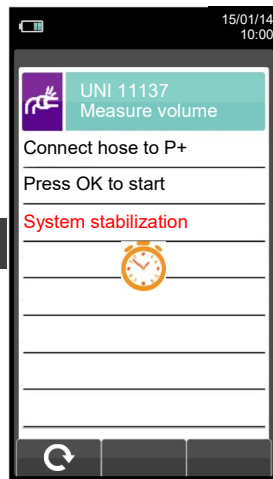 15/01/14
10:00
UNI 11137
Measure volume
Connect hose to P+
Press OK to start
System stabilization